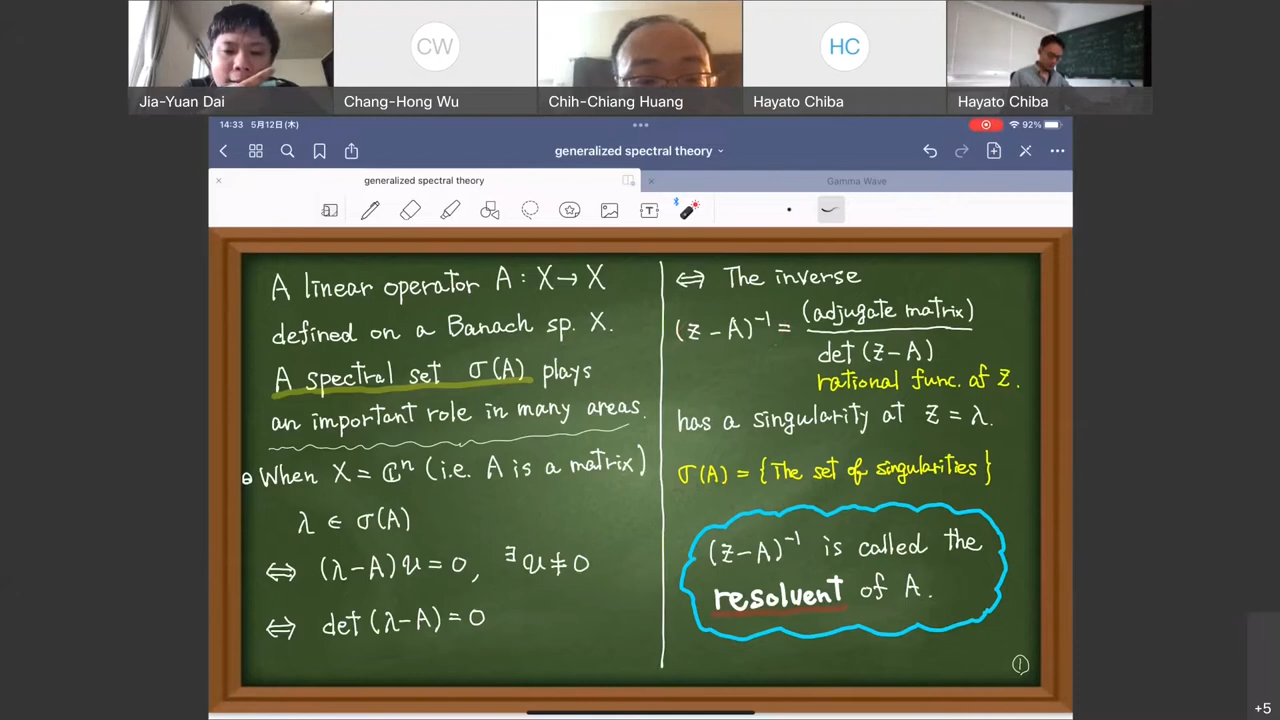 CW
HC
Jia-Yuan Dai
Chang-Hong Wu
Chih-Chiang Huang
Hayato Chiba
Hayato Chiba
14:33 5月12日(木)
92%
generalized spectral theory
generalized spectral theory
Gamma Wave
A linear operator A : X → X
defined on a Banach sp. X.
A spectral set σ(A) plays
an important role in many areas.
When X = ℂⁿ (i.e. A is a matrix)
λ ∈ σ(A)
⇔ (λ−A)u = 0, ∃u ≠ 0
⇔ det (λ−A) = 0
⇔ The inverse
(z−A)⁻¹ = (adjugate matrix)
det (z−A)
rational func. of z.
has a singularity at z = λ.
σ(A) = {The set of singularities}
(z−A)⁻¹ is called the
resolvent of A.
①
+5